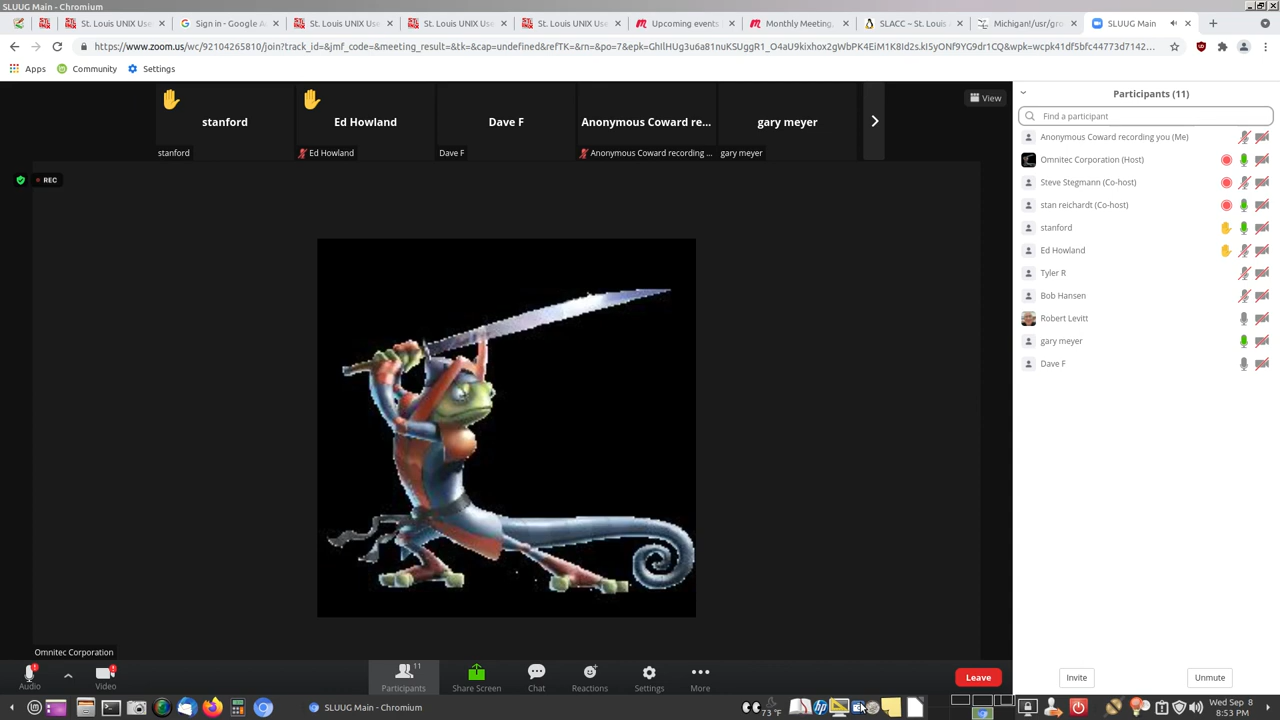 SLUUG Main - Chromium
St. Louis UNIX Use
Sign in - Google A
St. Louis UNIX Use
St. Louis UNIX Use
St. Louis UNIX Use
Upcoming events
Monthly Meeting,
SLACC ~ St. Louis
Michigan!/usr/gro
SLUUG Main
Apps
Community
Settings
View
Participants (11)
Find a participant
stanford
Ed Howland
Dave F
Anonymous Coward re...
gary meyer
stanford
Ed Howland
Dave F
Anonymous Coward recording ...
gary meyer
REC
Anonymous Coward recording you (Me)
Omnitec Corporation (Host)
Steve Stegmann (Co-host)
stan reichardt (Co-host)
stanford
Ed Howland
Tyler R
Bob Hansen
Robert Levitt
gary meyer
Dave F
Omnitec Corporation
Audio
Video
11
Participants
Share Screen
Chat
Reactions
Settings
More
Leave
Invite
Unmute
SLUUG Main - Chromium
73 °F
Wed Sep 8
8:53 PM